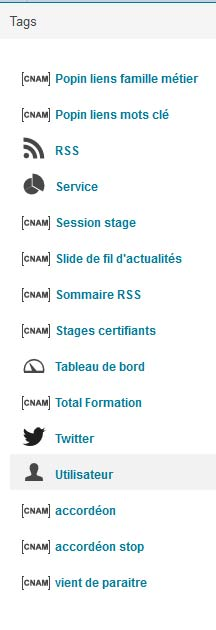 Tags
[CNAM] Popin liens famille métier
[CNAM] Popin liens mots clé
RSS
Service
[CNAM] Session stage
[CNAM] Slide de fil d'actualités
[CNAM] Sommaire RSS
[CNAM] Stages certifiants
Tableau de bord
[CNAM] Total Formation
Twitter
Utilisateur
[CNAM] accordéon
[CNAM] accordéon stop
[CNAM] vient de paraitre